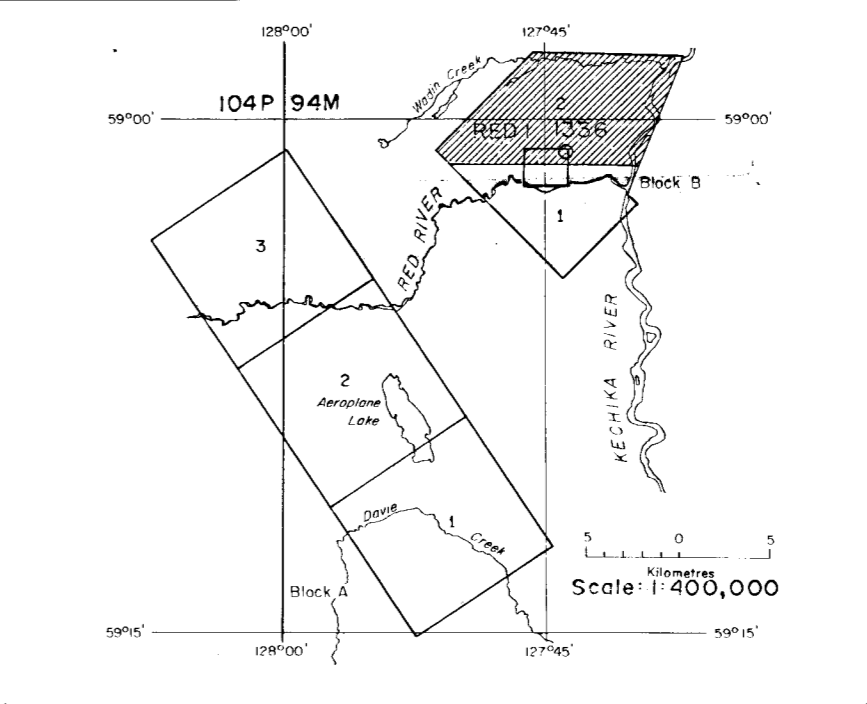 128°00'
127°45'
Wadin Creek
104P 94M
59°00'
59°00'
2
RED 1 1336
Block B
1
RED RIVER
3
KECHIKA RIVER
2
Aeroplane
Lake
Davie
1
Creek
5 0 5
Kilometres
Scale: 1:400,000
Block A
59°15'
59°15'
128°00'
127°45'